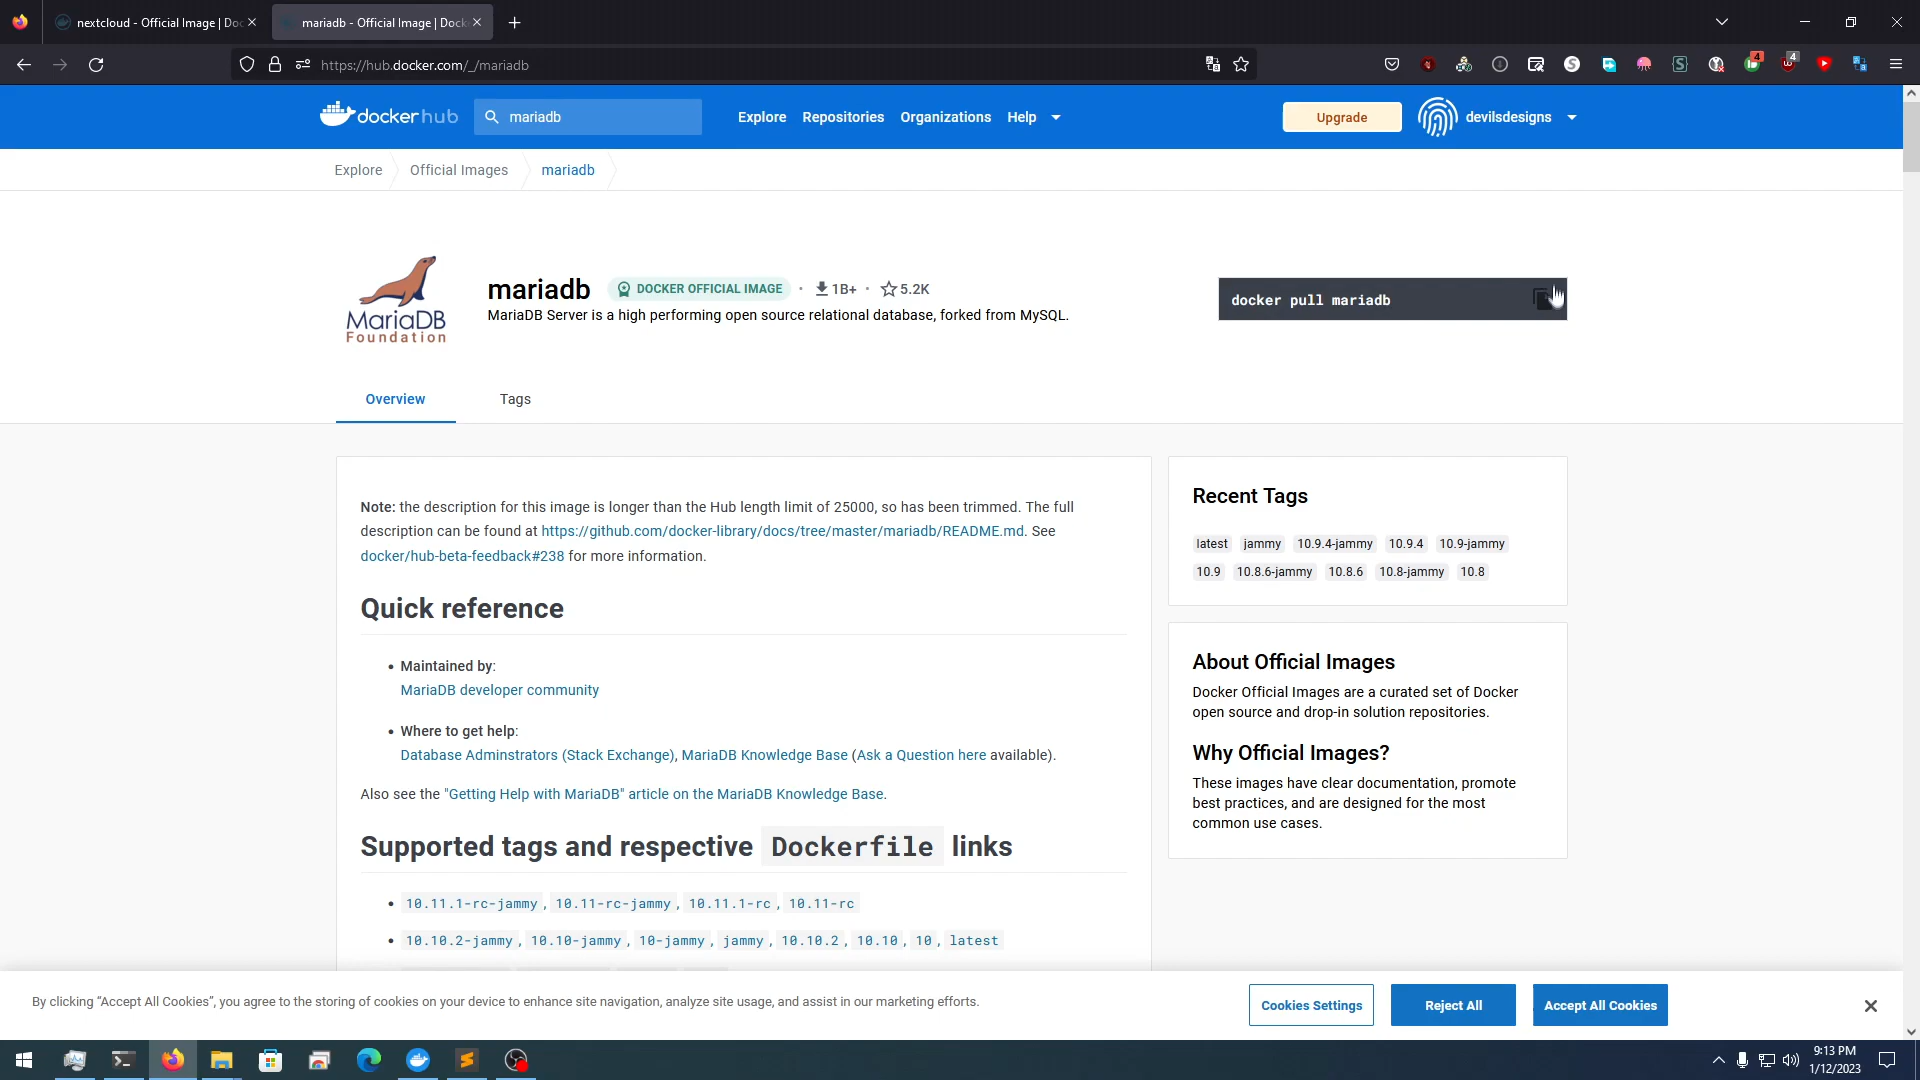 nextcloud - Official Image | Doc
mariadb - Official Image | Dock
https://hub.docker.com/_/mariadb
4
4
docker hub
mariadb
Explore
Repositories
Organizations
Help
Upgrade
devilsdesigns
Explore
Official Images
mariadb
MariaDB
Foundation
mariadb
DOCKER OFFICIAL IMAGE
·
1B+
·
5.2K
MariaDB Server is a high performing open source relational database, forked from MySQL.
docker pull mariadb
Overview
Tags
Note: the description for this image is longer than the Hub length limit of 25000, so has been trimmed. The full
description can be found at https://github.com/docker-library/docs/tree/master/mariadb/README.md. See
docker/hub-beta-feedback#238 for more information.
Quick reference
• Maintained by:
MariaDB developer community
• Where to get help:
Database Adminstrators (Stack Exchange), MariaDB Knowledge Base (Ask a Question here available).
Also see the "Getting Help with MariaDB" article on the MariaDB Knowledge Base.
Supported tags and respective Dockerfile links
• 10.11.1-rc-jammy, 10.11-rc-jammy, 10.11.1-rc, 10.11-rc
• 10.10.2-jammy, 10.10-jammy, 10-jammy, jammy, 10.10.2, 10.10, 10, latest
Recent Tags
latest jammy 10.9.4-jammy 10.9.4 10.9-jammy
10.9 10.8.6-jammy 10.8.6 10.8-jammy 10.8
About Official Images
Docker Official Images are a curated set of Docker
open source and drop-in solution repositories.
Why Official Images?
These images have clear documentation, promote
best practices, and are designed for the most
common use cases.
By clicking “Accept All Cookies”, you agree to the storing of cookies on your device to enhance site navigation, analyze site usage, and assist in our marketing efforts.
Cookies Settings
Reject All
Accept All Cookies
9:13 PM
1/12/2023